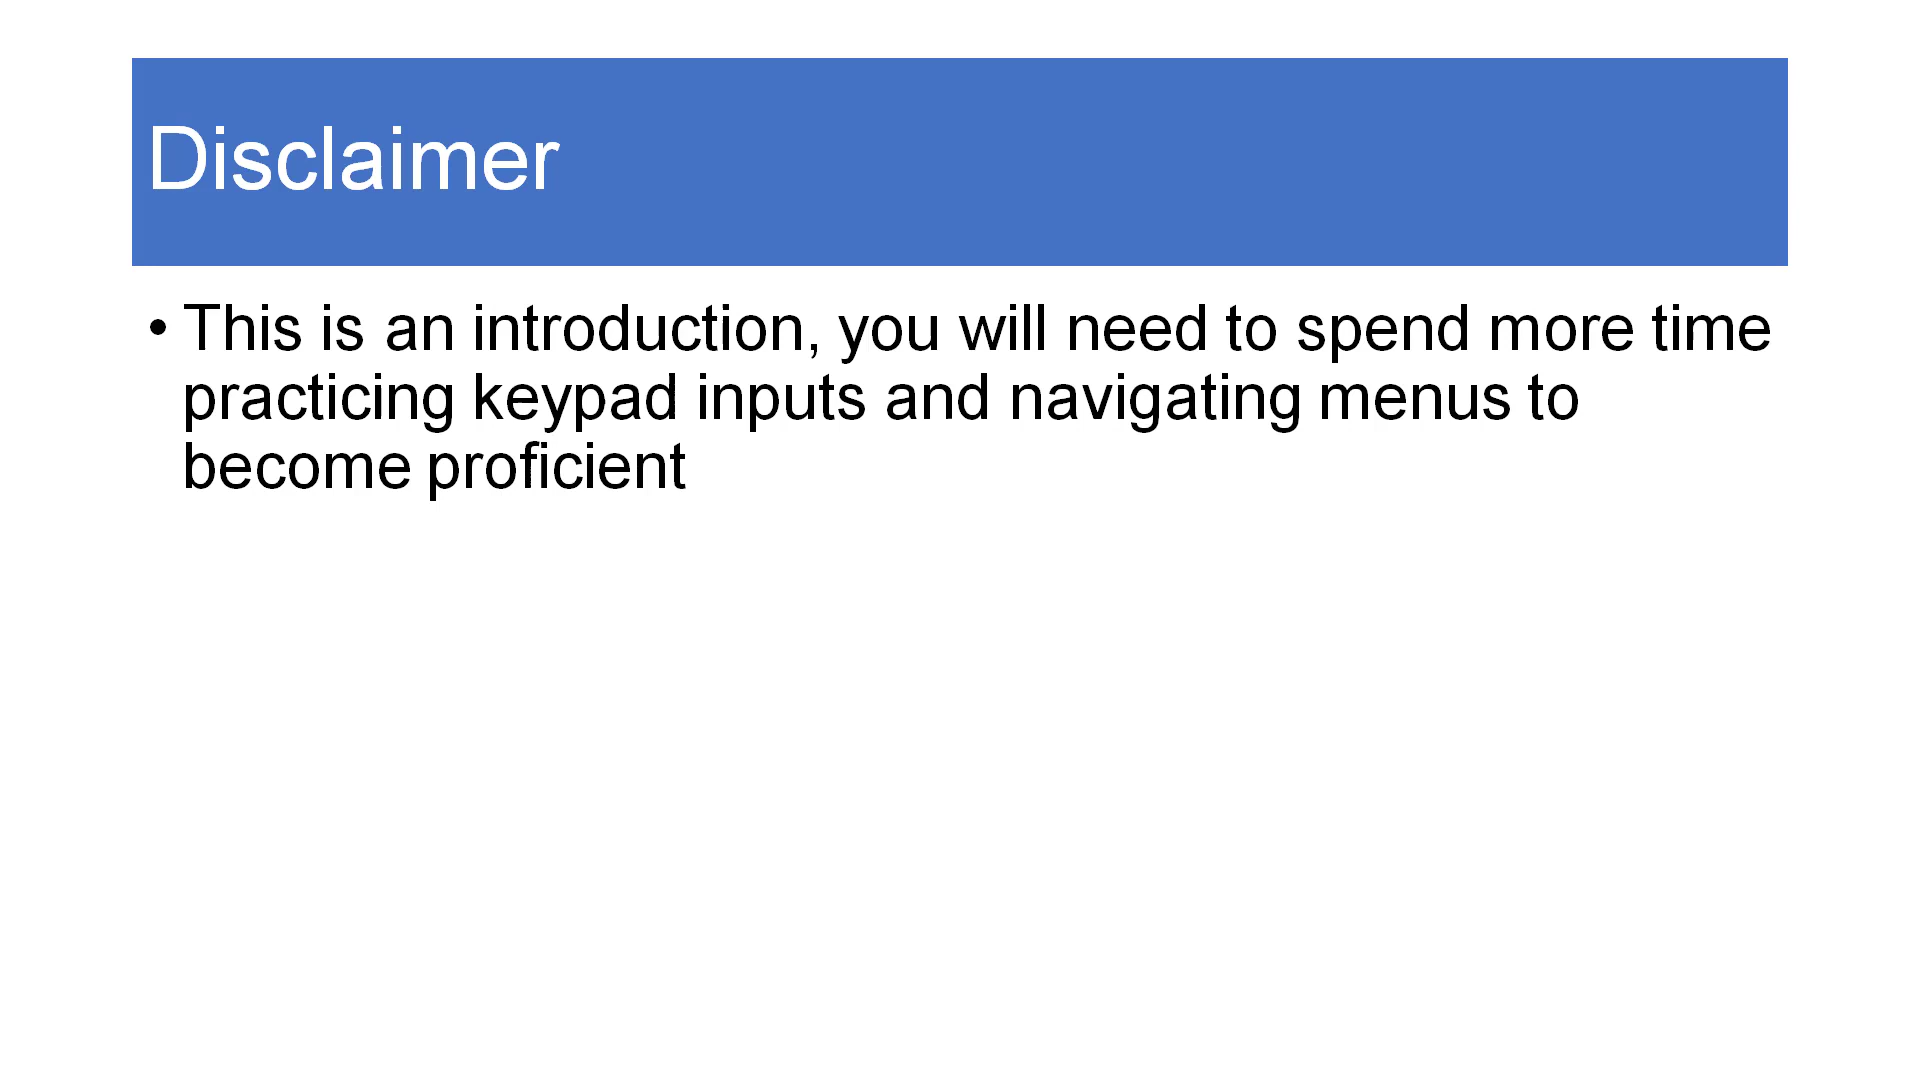 Disclaimer
• This is an introduction, you will need to spend more time
practicing keypad inputs and navigating menus to
become proficient